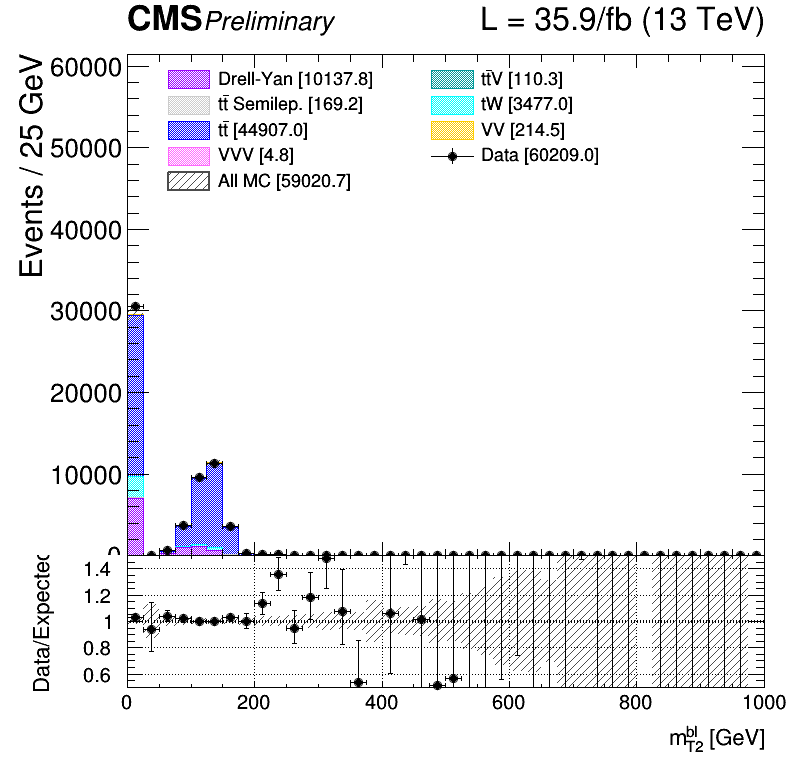 CMS Preliminary L = 35.9/fb (13 TeV)
Events / 25 GeV
60000
50000
40000
30000
20000
10000
0
Drell-Yan [10137.8]
tt̄ Semilep. [169.2]
tt̄ [44907.0]
VVV [4.8]
All MC [59020.7]
tt̄V [110.3]
tW [3477.0]
VV [214.5]
Data [60209.0]
Data/Expected
1.4
1.2
1
0.8
0.6
0 200 400 600 800 1000
m_{T2}^{bl} [GeV]